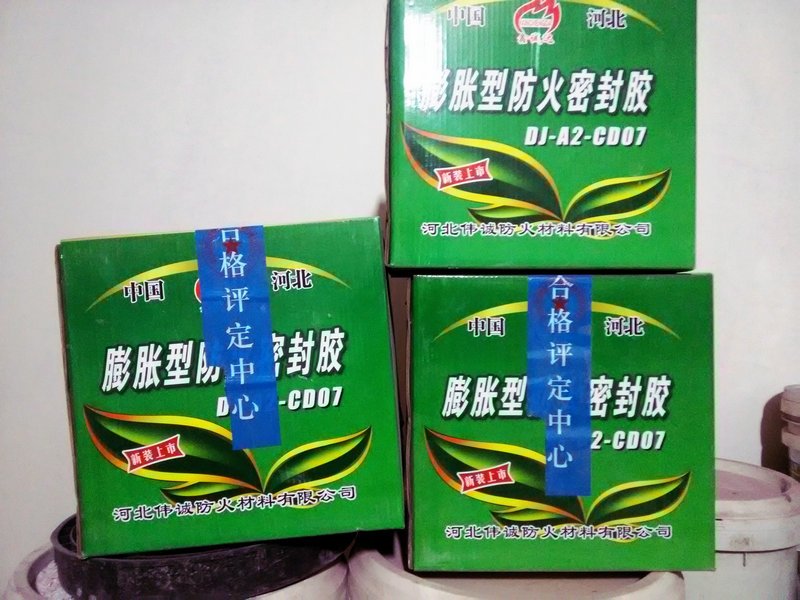 中国 河北
膨胀型防火密封胶
DJ-A2-CD07
新装上市
河北伟诚防火材料有限公司
合格评定中心
中国 河北
膨胀型防 密封胶
D -CD07
新装上市
河北伟诚防火材料有限公司
合格评定中心
中国 河北
膨胀型 密封胶
2-CD07
新装上市
河北伟诚防火材料有限公司